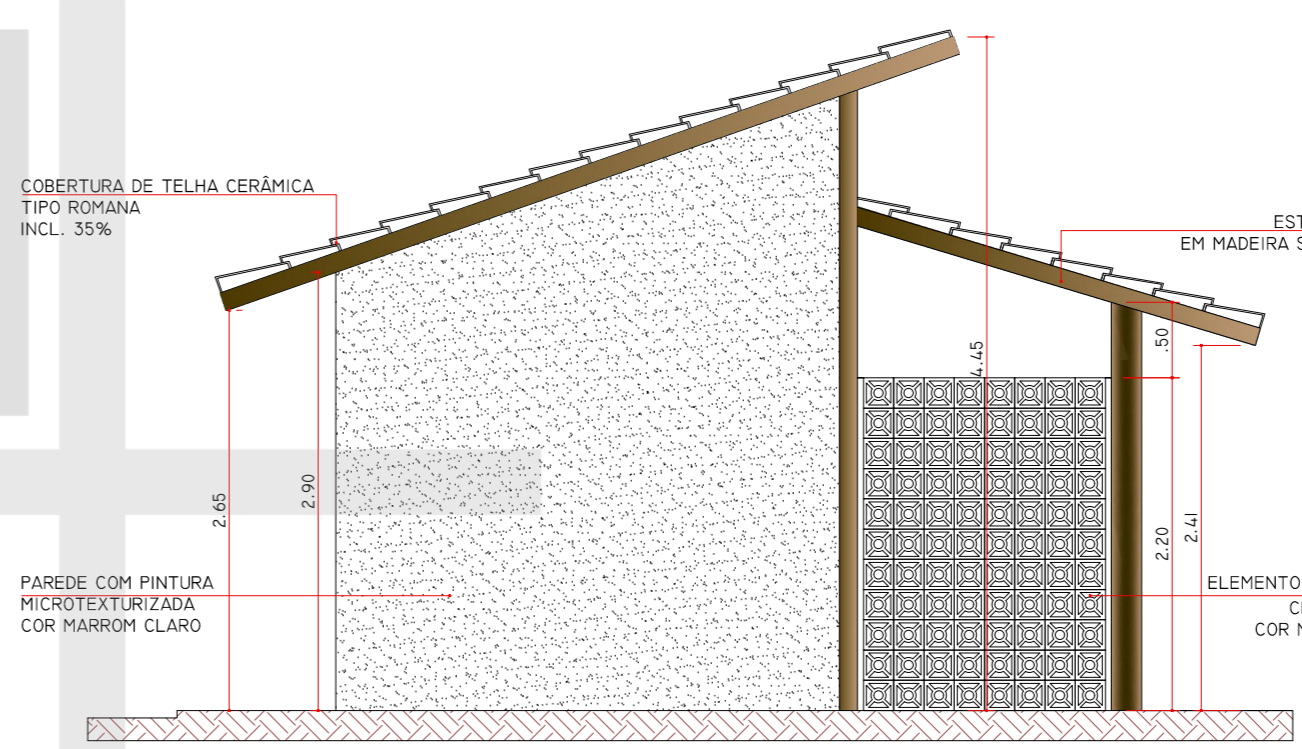 COBERTURA DE TELHA CERÂMICA
TIPO ROMANA
INCL. 35%
EST
EM MADEIRA S
4.45
.50
2.65
2.90
2.20
2.41
PAREDE COM PINTURA
MICROTEXTURIZADA
COR MARROM CLARO
ELEMENTO
COR M